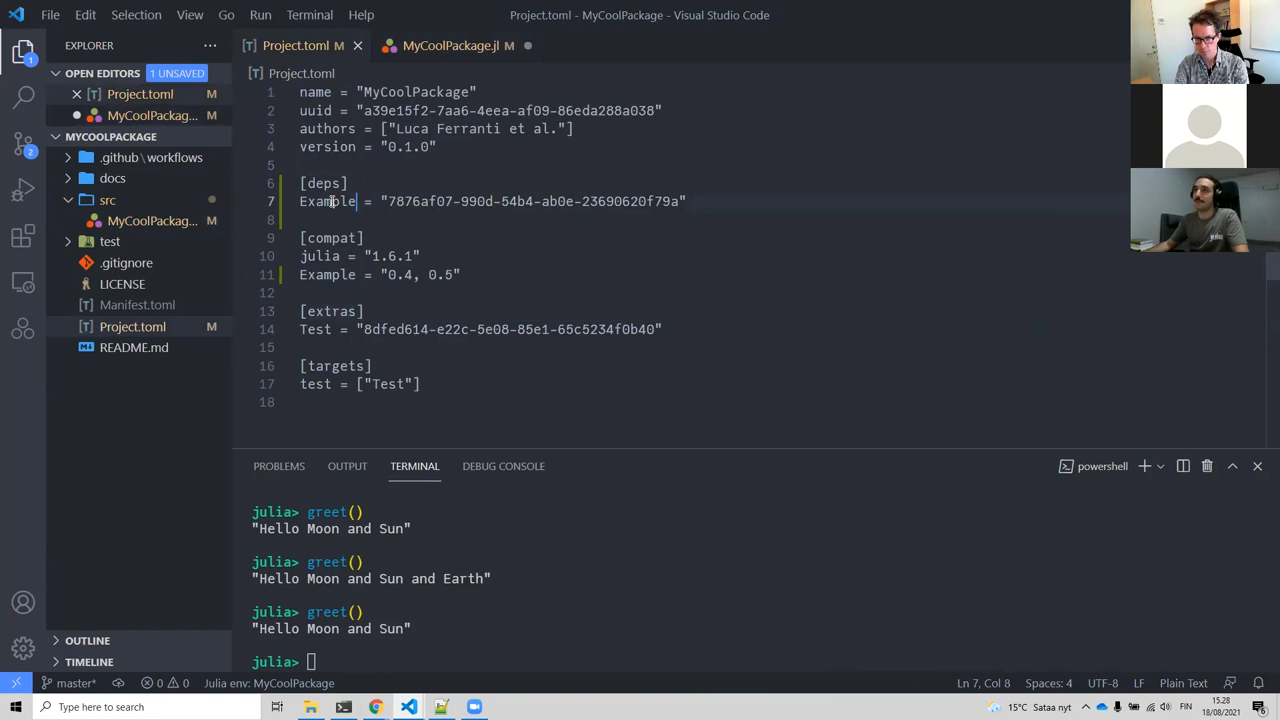 File Edit Selection View Go Run Terminal Help
Project.toml - MyCoolPackage - Visual Studio Code
EXPLORER
OPEN EDITORS 1 UNSAVED
Project.toml M
MyCoolPackag... M
MYCOOLPACKAGE
.github\workflows
docs
src
MyCoolPackag... M
test
.gitignore
LICENSE
Manifest.toml
Project.toml M
README.md
OUTLINE
TIMELINE
1
2
Project.toml M
MyCoolPackage.jl M
Project.toml
1 name = "MyCoolPackage"
2 uuid = "a39e15f2-7aa6-4eea-af09-86eda288a038"
3 authors = ["Luca Ferranti et al."]
4 version = "0.1.0"
5
6 [deps]
7 Example = "7876af07-990d-54b4-ab0e-23690620f79a"
8
9 [compat]
10 julia = "1.6.1"
11 Example = "0.4, 0.5"
12
13 [extras]
14 Test = "8dfed614-e22c-5e08-85e1-65c5234f0b40"
15
16 [targets]
17 test = ["Test"]
18
PROBLEMS OUTPUT TERMINAL DEBUG CONSOLE
powershell
julia> greet()
"Hello Moon and Sun"
julia> greet()
"Hello Moon and Sun and Earth"
julia> greet()
"Hello Moon and Sun"
julia>
master* 0 0 Julia env: MyCoolPackage
Ln 7, Col 8 Spaces: 4 UTF-8 LF Plain Text
Type here to search
15°C Sataa nyt FIN
15.28
18/08/2021
6